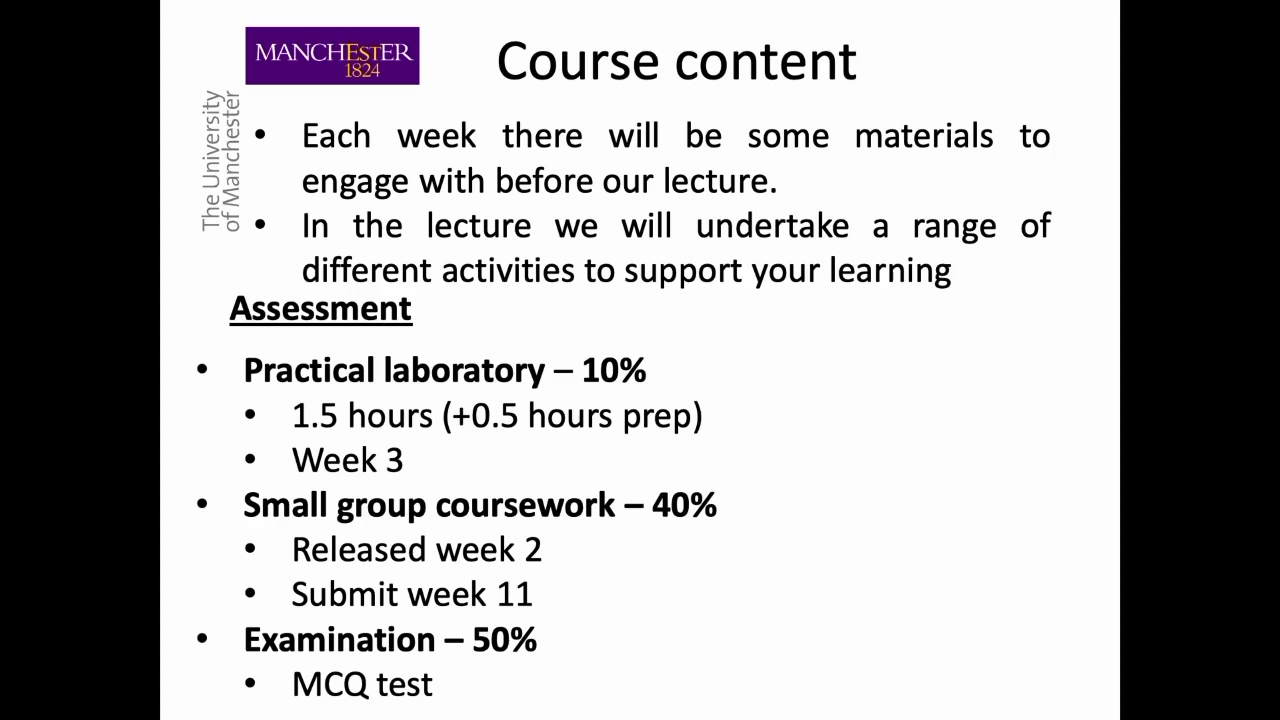 MANCHEsTER
1824
The University
of Manchester
Course content
• Each week there will be some materials to
engage with before our lecture.
• In the lecture we will undertake a range of
different activities to support your learning
Assessment
• Practical laboratory – 10%
• 1.5 hours (+0.5 hours prep)
• Week 3
• Small group coursework – 40%
• Released week 2
• Submit week 11
• Examination – 50%
• MCQ test